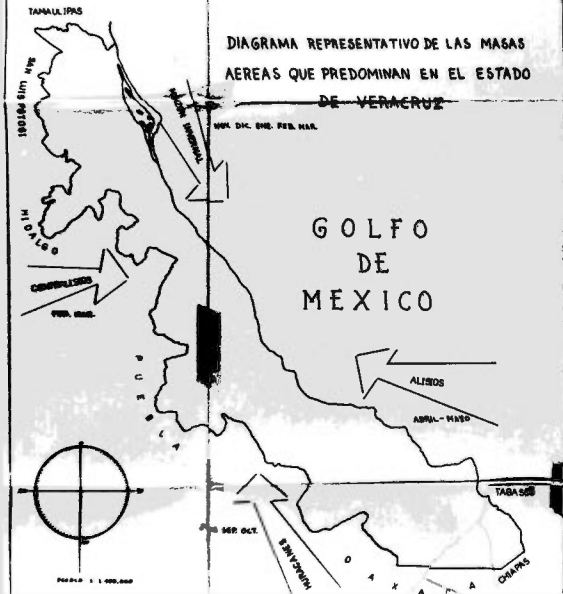 TAMAULIPAS
DIAGRAMA REPRESENTATIVO DE LAS MASAS
AEREAS QUE PREDOMINAN EN EL ESTADO
DE VERACRUZ
SAN LUIS POTOSI
NOV. DIC. ENE. FEB. MAR.
HIDALGO
GOLFO
DE
MEXICO
CONTRALISIOS
FEB. MAR.
PUEBLA
ALISIOS
ABRIL - MAYO
TABASCO
SEP. OCT.
HURACANES
OAXACA
CHIAPAS